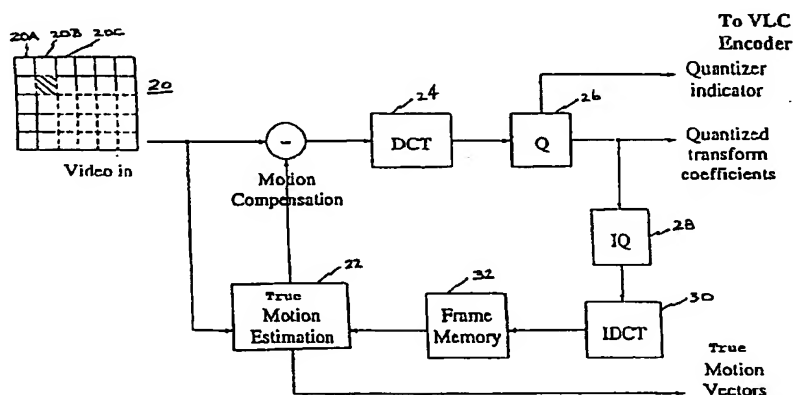 To VLC
Encoder
20A 20B 20C
20
24
26
Quantizer
indicator
Video in
-
DCT
Q
Quantized
transform
coefficients
Motion
Compensation
IQ
28
22
32
30
True
Motion
Estimation
Frame
Memory
IDCT
True
Motion
Vectors